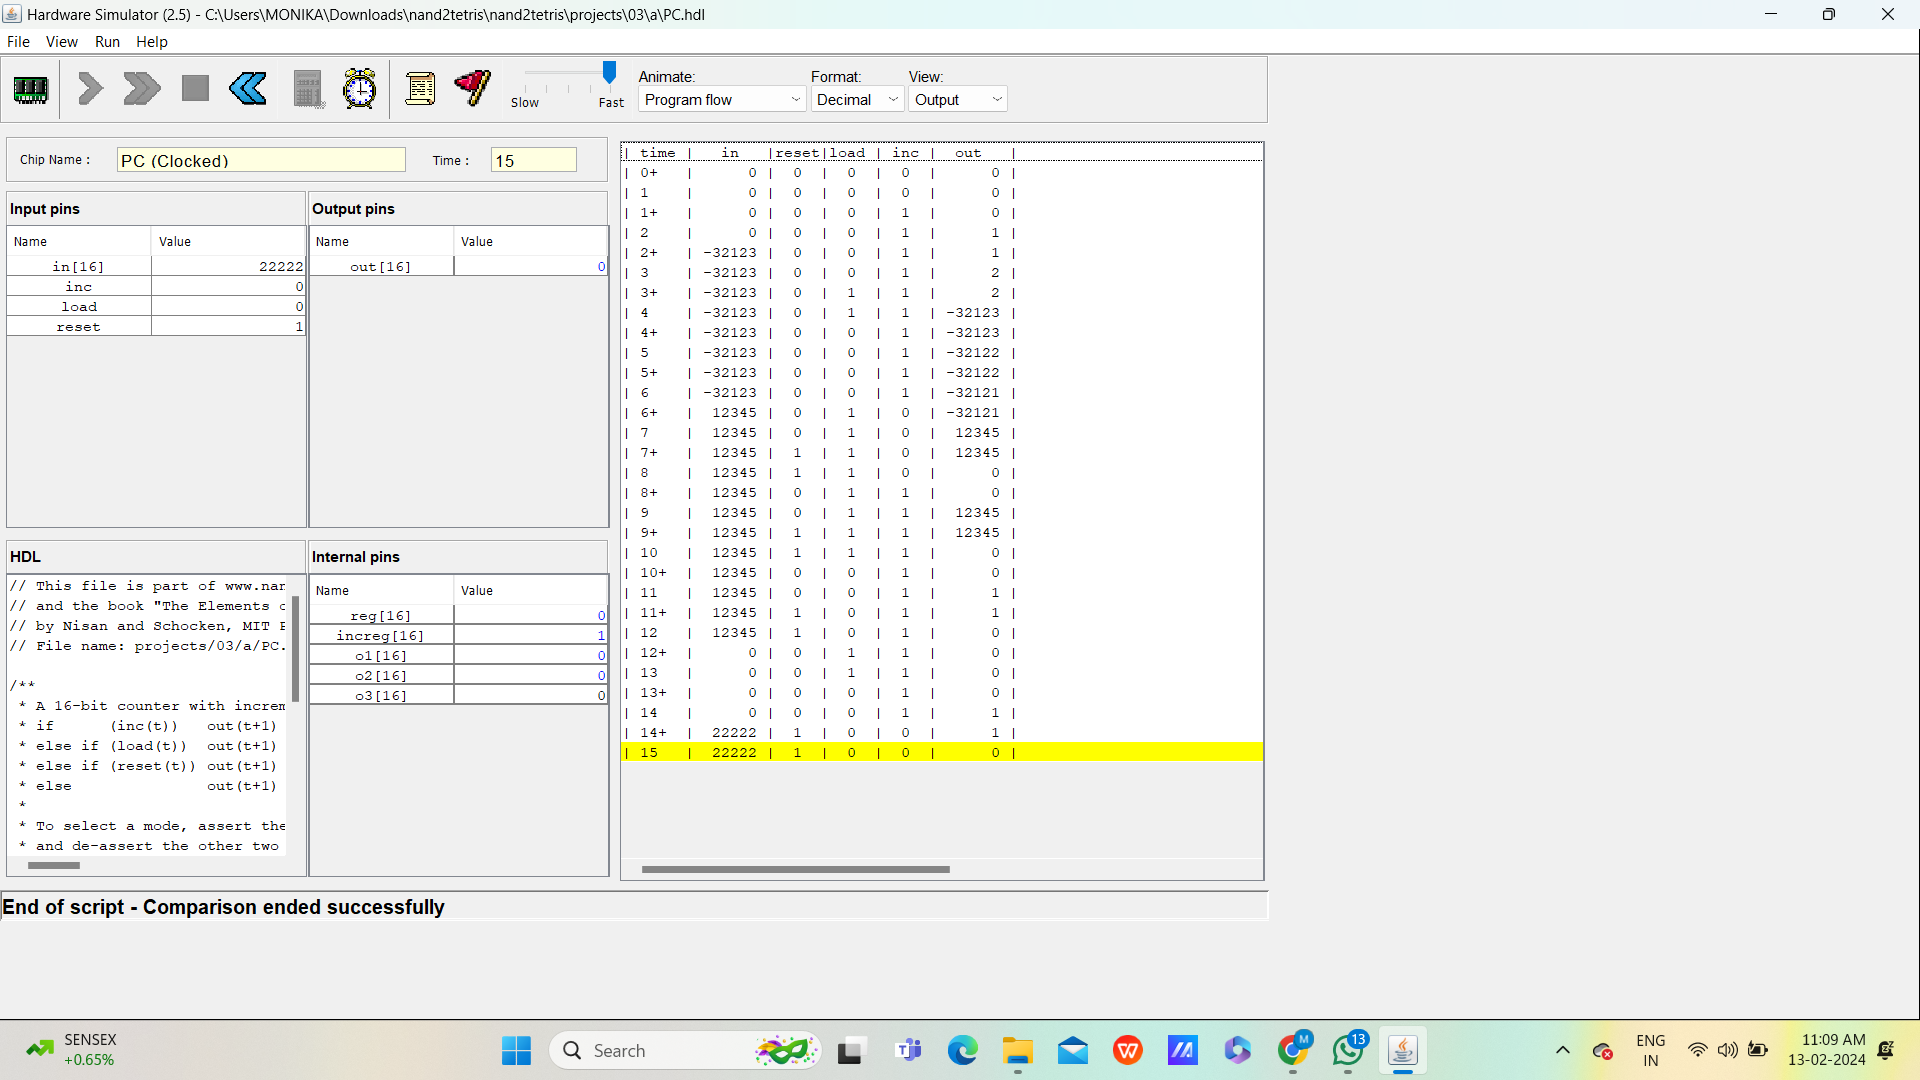 Hardware Simulator (2.5) - C:\Users\MONIKA\Downloads\nand2tetris\nand2tetris\projects\03\a\PC.hdl
File View Run Help
Slow Fast
Animate: Format: View:
Program flow Decimal Output
Chip Name : PC (Clocked) Time : 15
Input pins
Name Value
in[16] 22222
inc 0
load 0
reset 1
Output pins
Name Value
out[16] 0
HDL
// This file is part of www.nan
// and the book "The Elements o
// by Nisan and Schocken, MIT P
// File name: projects/03/a/PC.
/**
* A 16-bit counter with increm
* if (inc(t)) out(t+1)
* else if (load(t)) out(t+1)
* else if (reset(t)) out(t+1)
* else out(t+1)
*
* To select a mode, assert the
* and de-assert the other two
Internal pins
Name Value
reg[16] 0
increg[16] 1
o1[16] 0
o2[16] 0
o3[16] 0
| time | in |reset|load | inc | out |
| 0+ | 0 | 0 | 0 | 0 | 0 |
| 1 | 0 | 0 | 0 | 0 | 0 |
| 1+ | 0 | 0 | 0 | 1 | 0 |
| 2 | 0 | 0 | 0 | 1 | 1 |
| 2+ | -32123 | 0 | 0 | 1 | 1 |
| 3 | -32123 | 0 | 0 | 1 | 2 |
| 3+ | -32123 | 0 | 1 | 1 | 2 |
| 4 | -32123 | 0 | 1 | 1 | -32123 |
| 4+ | -32123 | 0 | 0 | 1 | -32123 |
| 5 | -32123 | 0 | 0 | 1 | -32122 |
| 5+ | -32123 | 0 | 0 | 1 | -32122 |
| 6 | -32123 | 0 | 0 | 1 | -32121 |
| 6+ | 12345 | 0 | 1 | 0 | -32121 |
| 7 | 12345 | 0 | 1 | 0 | 12345 |
| 7+ | 12345 | 1 | 1 | 0 | 12345 |
| 8 | 12345 | 1 | 1 | 0 | 0 |
| 8+ | 12345 | 0 | 1 | 1 | 0 |
| 9 | 12345 | 0 | 1 | 1 | 12345 |
| 9+ | 12345 | 1 | 1 | 1 | 12345 |
| 10 | 12345 | 1 | 1 | 1 | 0 |
| 10+ | 12345 | 0 | 0 | 1 | 0 |
| 11 | 12345 | 0 | 0 | 1 | 1 |
| 11+ | 12345 | 1 | 0 | 1 | 1 |
| 12 | 12345 | 1 | 0 | 1 | 0 |
| 12+ | 0 | 0 | 1 | 1 | 0 |
| 13 | 0 | 0 | 1 | 1 | 0 |
| 13+ | 0 | 0 | 0 | 1 | 0 |
| 14 | 0 | 0 | 0 | 1 | 1 |
| 14+ | 22222 | 1 | 0 | 0 | 1 |
| 15 | 22222 | 1 | 0 | 0 | 0 |
End of script - Comparison ended successfully
SENSEX
+0.65%
Search
M
13
ENG
IN
11:09 AM
13-02-2024